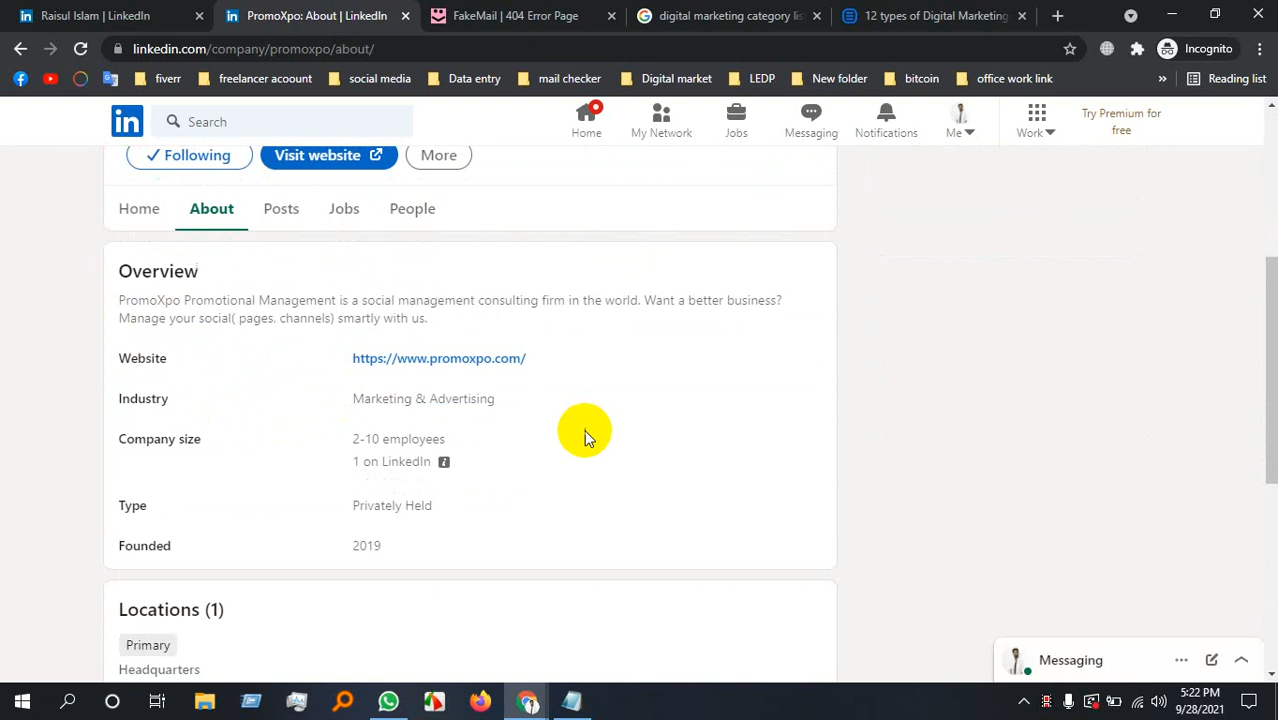 Raisul Islam | LinkedIn
PromoXpo: About | LinkedIn
FakeMail | 404 Error Page
digital marketing category list
12 types of Digital Marketing
linkedin.com/company/promoxpo/about/
Incognito
fiverr
freelancer acount
social media
Data entry
mail checker
Digital market
LEDP
New folder
bitcoin
office work link
»
Reading list
in
Search
Home
My Network
Jobs
Messaging
Notifications
Me
Work
Try Premium for
free
Following
Visit website
More
Home
About
Posts
Jobs
People
Overview
PromoXpo Promotional Management is a social management consulting firm in the world. Want a better business?
Manage your social( pages, channels) smartly with us.
Website https://www.promoxpo.com/
Industry Marketing & Advertising
Company size 2-10 employees
1 on LinkedIn
Type Privately Held
Founded 2019
Locations (1)
Primary
Headquarters
Messaging
5:22 PM
9/28/2021